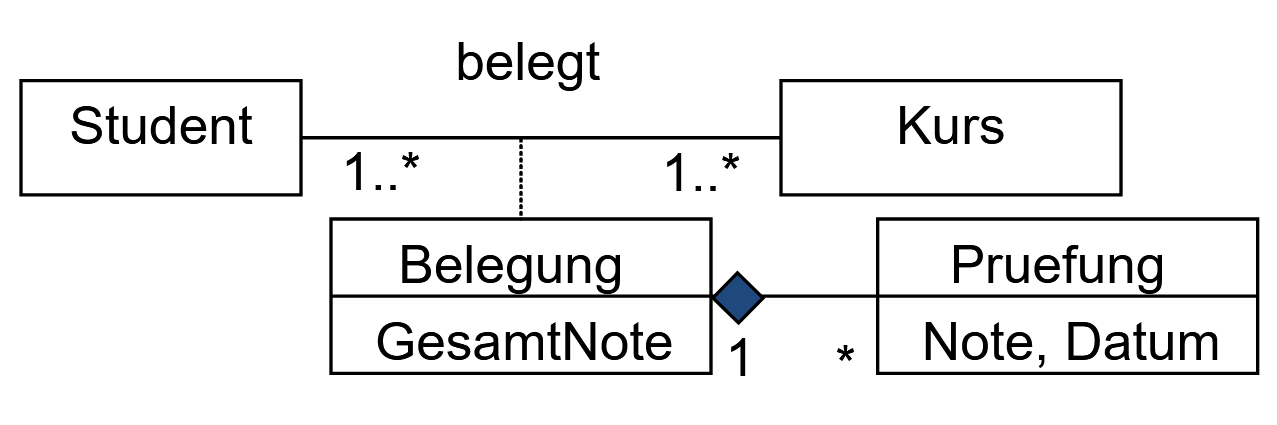 belegt
Student
Kurs
1..*
1..*
Belegung
Pruefung
GesamtNote
Note, Datum
1
*